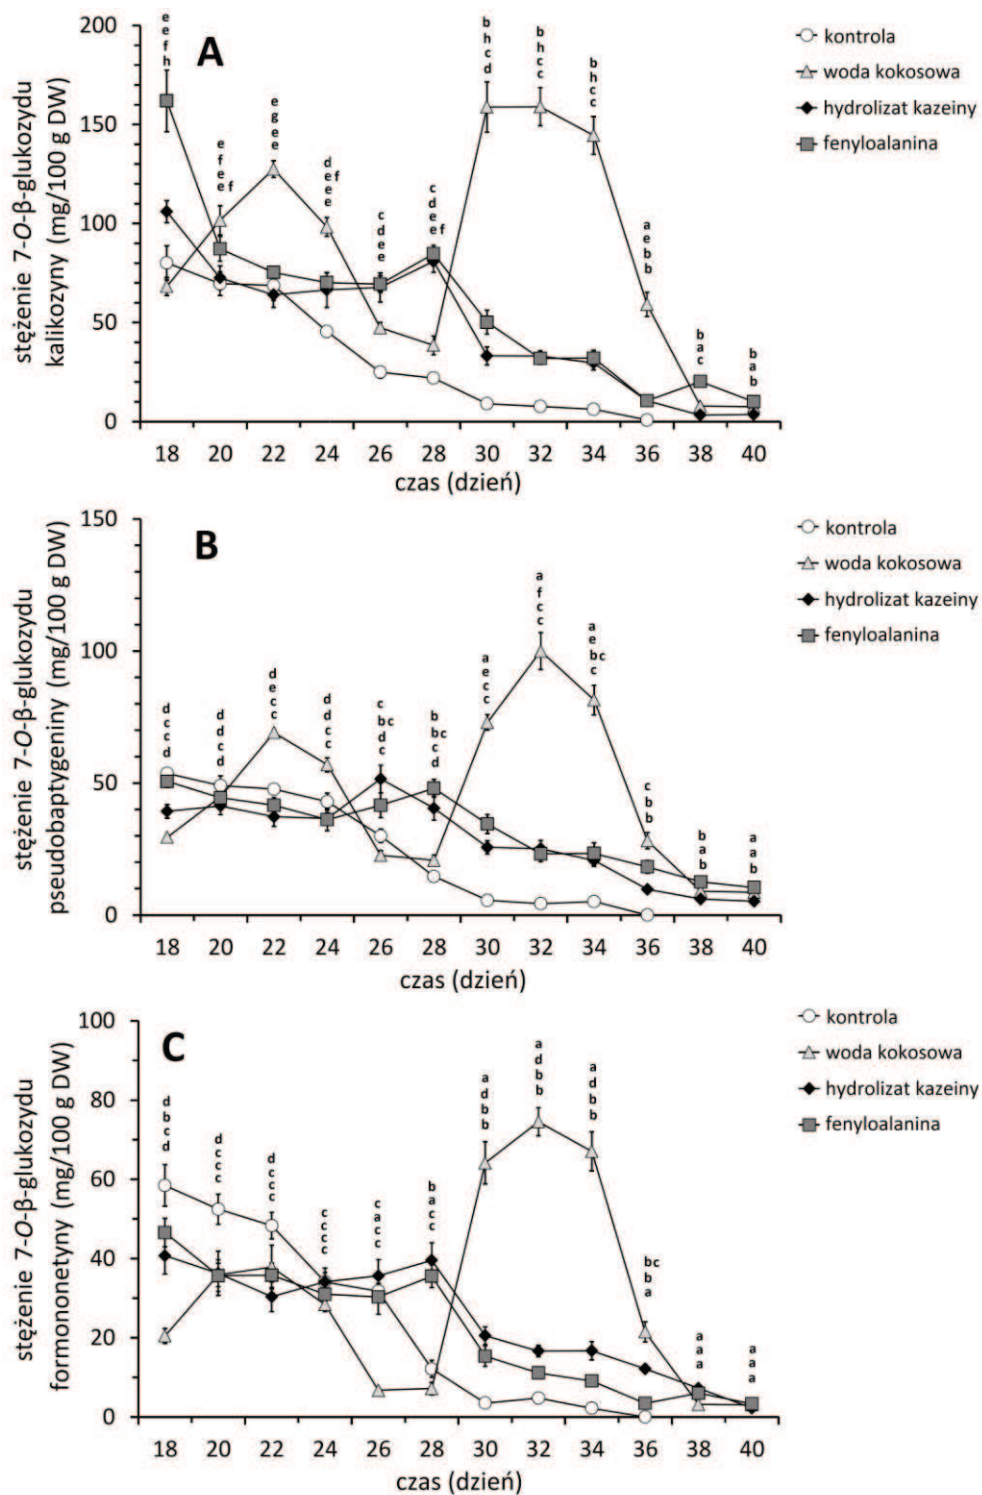 A
stężenie 7-O-β-glukozydu
kalikozyny (mg/100 g DW)
200
150
100
50
0
e
e
f
h
e
f
e
e f
e
g
e
e
d
e f
e
e
c
d
e
e
c
d
e
e f
b
h
c
d
b
h
c
c
b
h
c
c
a
e
b
b
b
a
c
b
a
b
18 20 22 24 26 28 30 32 34 36 38 40
czas (dzień)
kontrola
woda kokosowa
hydrolizat kazeiny
fenyloalanina
B
stężenie 7-O-β-glukozydu
pseudobaptygeniny (mg/100 g DW)
150
100
50
0
d
c
c
d
d
d
c
d
d
e
c
c
d
d
c
c
c
b c
d
c
b
b c
c
d
a
e
c
c
a
f
c
c
a
e
b c
c
c
b
b
b
a
b
a
a
b
18 20 22 24 26 28 30 32 34 36 38 40
czas (dzień)
kontrola
woda kokosowa
hydrolizat kazeiny
fenyloalanina
C
stężenie 7-O-β-glukozydu
formononetyny (mg/100 g DW)
100
80
60
40
20
0
d
b
c
d
d
c
c
c
d
c
c
c
c
c
c
c
c
a
c
c
b
a
c
c
a
d
b
b
a
d
b
b
a
d
b
b
b c
b
a
a
a
a
a
a
a
18 20 22 24 26 28 30 32 34 36 38 40
czas (dzień)
kontrola
woda kokosowa
hydrolizat kazeiny
fenyloalanina